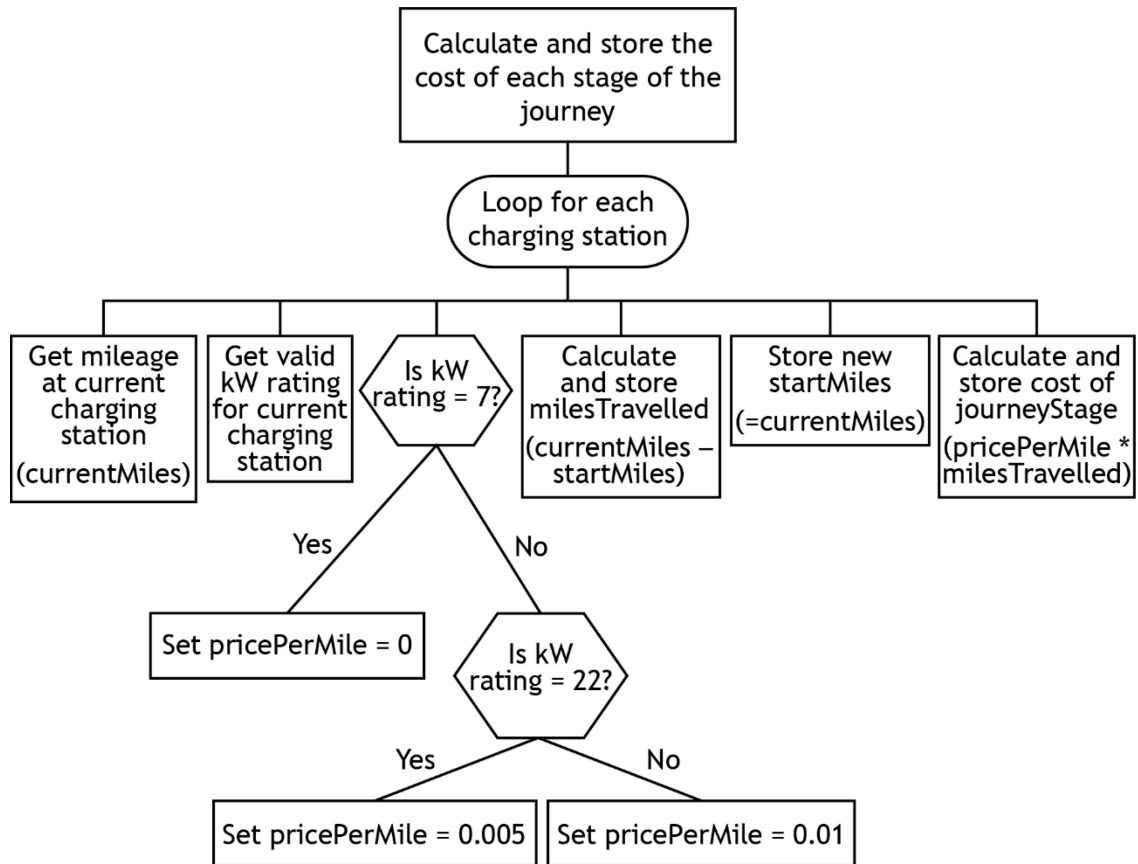 Calculate and store the
cost of each stage of the
journey
Loop for each
charging station
Get mileage
at current
charging
station
(currentMiles)
Get valid
kW rating
for current
charging
station
Is kW
rating = 7?
Calculate
and store
milesTravelled
(currentMiles –
startMiles)
Store new
startMiles
(=currentMiles)
Calculate and
store cost of
journeyStage
(pricePerMile *
milesTravelled)
Yes
No
Set pricePerMile = 0
Is kW
rating = 22?
Yes
No
Set pricePerMile = 0.005
Set pricePerMile = 0.01